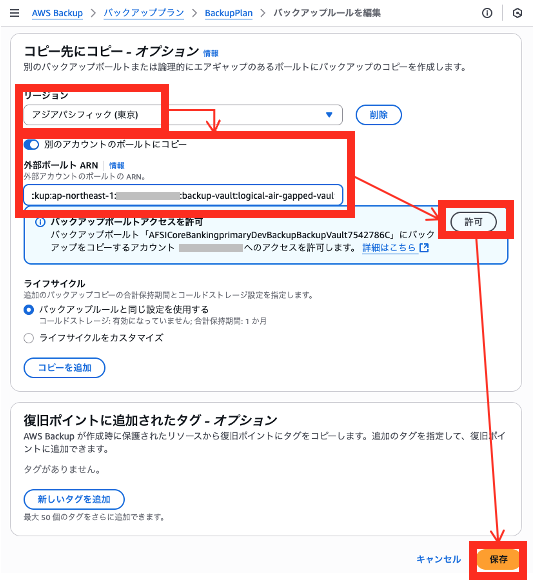 AWS Backup > バックアッププラン > BackupPlan > バックアップルールを編集
コピー先にコピー - オプション 情報
別のバックアップボールトまたは論理的にエアギャップのあるボールトにバックアップのコピーを作成します。
リージョン
アジアパシフィック (東京)
削除
別のアカウントのボールトにコピー
外部ボールト ARN | 情報
外部アカウントのボールトの ARN。
:kup:ap-northeast-1: :backup-vault:logical-air-gapped-vaul
バックアップボールトアクセスを許可
許可
バックアップボールト「AFSICoreBankingprimaryDevBackupBackupVault7542786C」にバック
アップをコピーするアカウント へのアクセスを許可します。 詳細はこちら
ライフサイクル
追加のバックアップコピーの合計保持期間とコールドストレージ設定を指定します。
バックアップルールと同じ設定を使用する
コールドストレージ: 有効になっていません; 合計保持期間: 1 か月
ライフサイクルをカスタマイズ
コピーを追加
復旧ポイントに追加されたタグ - オプション
AWS Backup が作成時に保護されたリソースから復旧ポイントにタグをコピーします。追加のタグを指定して、復旧ポイ
ントに追加できます。
タグがありません。
新しいタグを追加
最大 50 個のタグをさらに追加できます。
キャンセル
保存